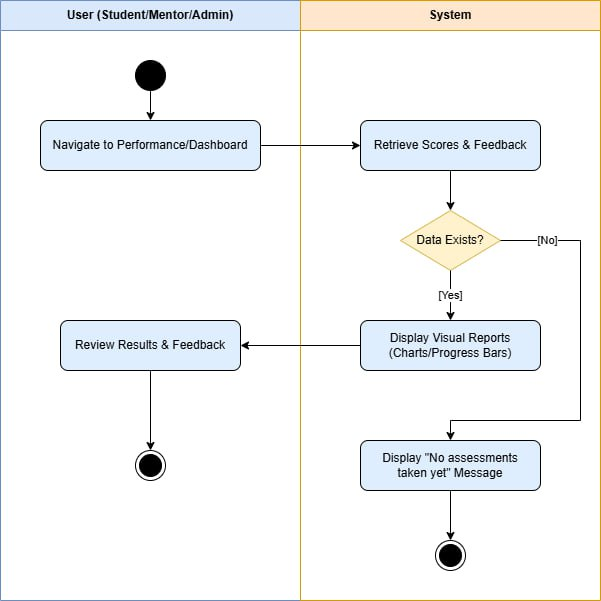 User (Student/Mentor/Admin)
System
Navigate to Performance/Dashboard
Retrieve Scores & Feedback
Data Exists?
[No]
[Yes]
Review Results & Feedback
Display Visual Reports
(Charts/Progress Bars)
Display "No assessments
taken yet" Message